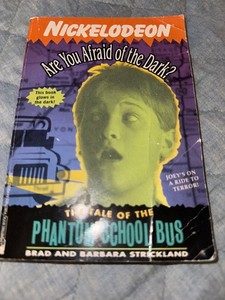 NICKELODEON
Are You Afraid of the Dark?
This book
glows in
the dark!
JOEY'S ON
A RIDE TO
TERROR!
THE TALE OF THE
PHANTOM SCHOOL BUS
BRAD AND BARBARA STRICKLAND